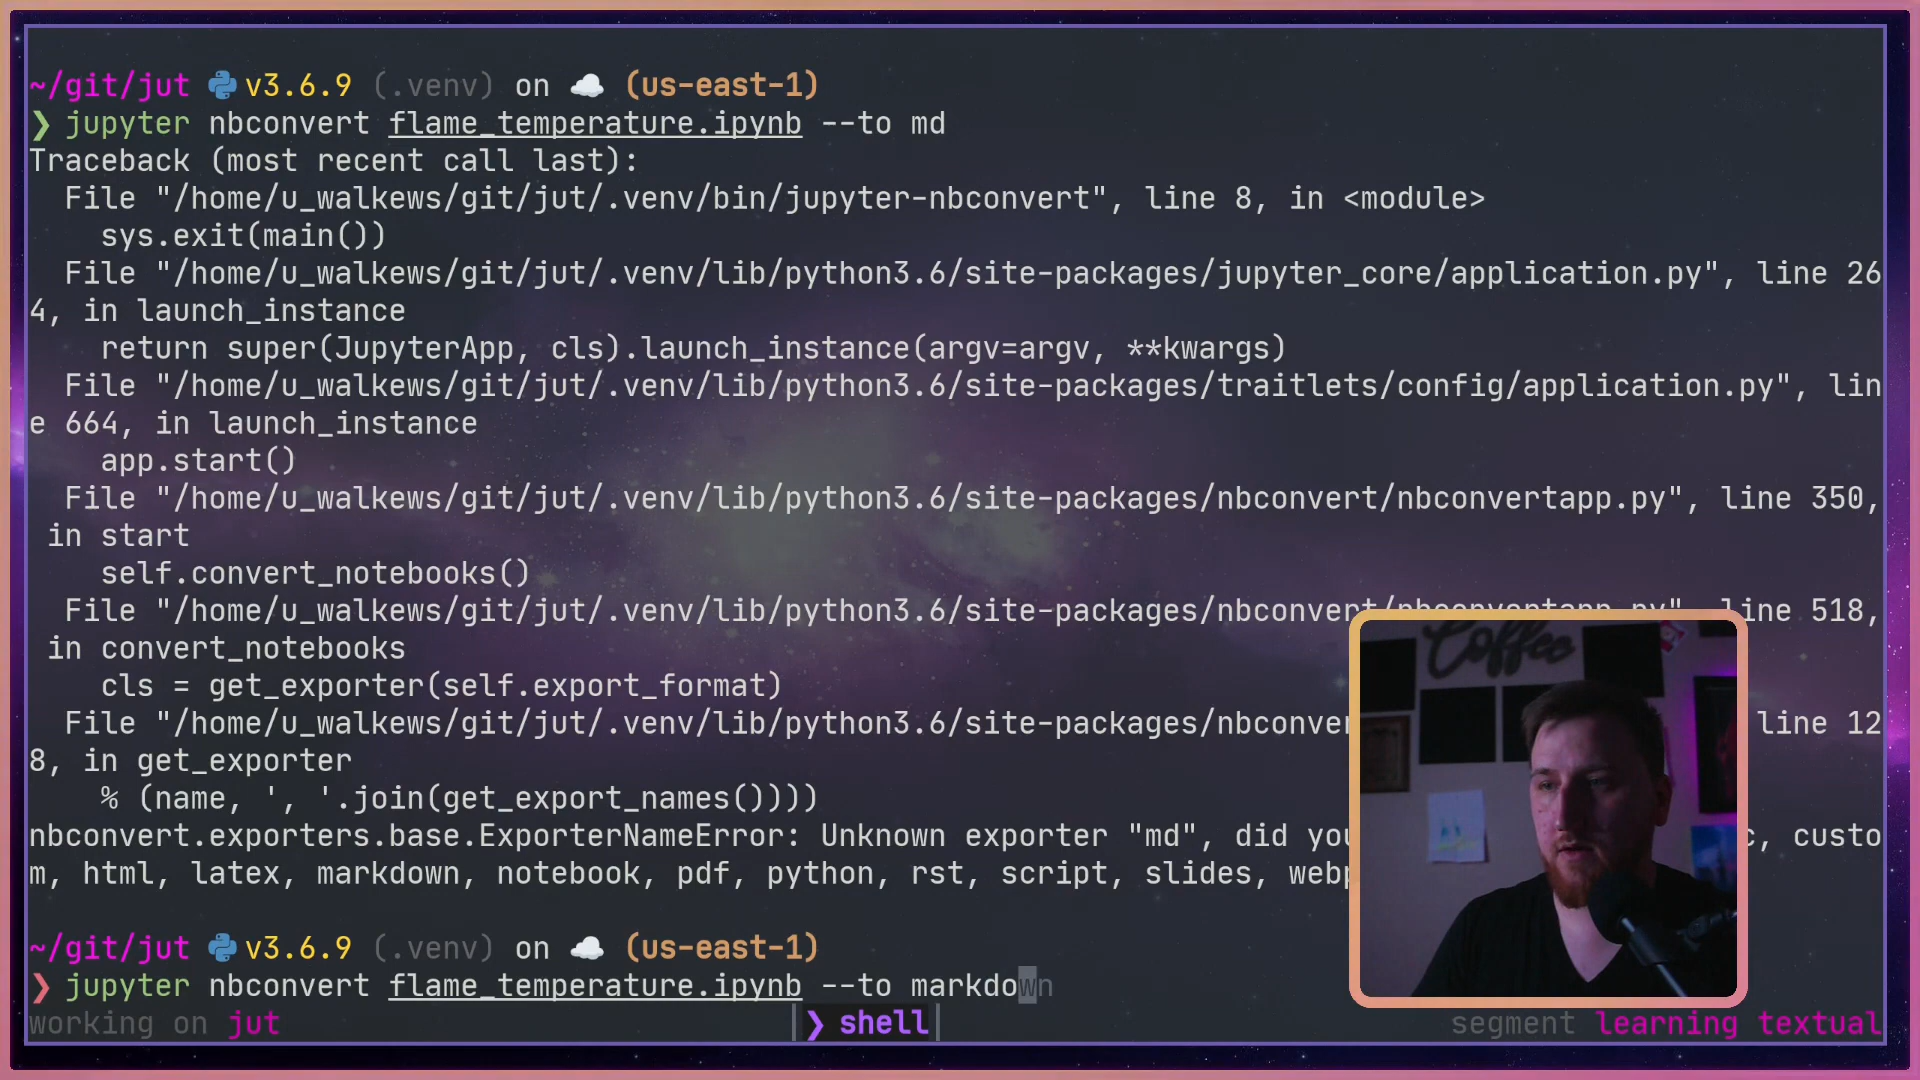 ~/git/jut v3.6.9 (.venv) on (us-east-1)
❯ jupyter nbconvert flame_temperature.ipynb --to md
Traceback (most recent call last):
File "/home/u_walkews/git/jut/.venv/bin/jupyter-nbconvert", line 8, in <module>
sys.exit(main())
File "/home/u_walkews/git/jut/.venv/lib/python3.6/site-packages/jupyter_core/application.py", line 26
4, in launch_instance
return super(JupyterApp, cls).launch_instance(argv=argv, **kwargs)
File "/home/u_walkews/git/jut/.venv/lib/python3.6/site-packages/traitlets/config/application.py", lin
e 664, in launch_instance
app.start()
File "/home/u_walkews/git/jut/.venv/lib/python3.6/site-packages/nbconvert/nbconvertapp.py", line 350,
in start
self.convert_notebooks()
File "/home/u_walkews/git/jut/.venv/lib/python3.6/site-packages/nbconvert/nbconvertapp.py", line 518,
in convert_notebooks
cls = get_exporter(self.export_format)
File "/home/u_walkews/git/jut/.venv/lib/python3.6/site-packages/ line 12
8, in get_exporter
% (name, ', '.join(get_export_names())))
nbconvert.exporters.base.ExporterNameError: Unknown exporter "md", did , custo
m, html, latex, markdown, notebook, pdf, python, rst, script, slides,
Coffee
~/git/jut v3.6.9 (.venv) on (us-east-1)
❯ jupyter nbconvert flame_temperature.ipynb --to markdown
working on jut ❯ shell segment learning textual